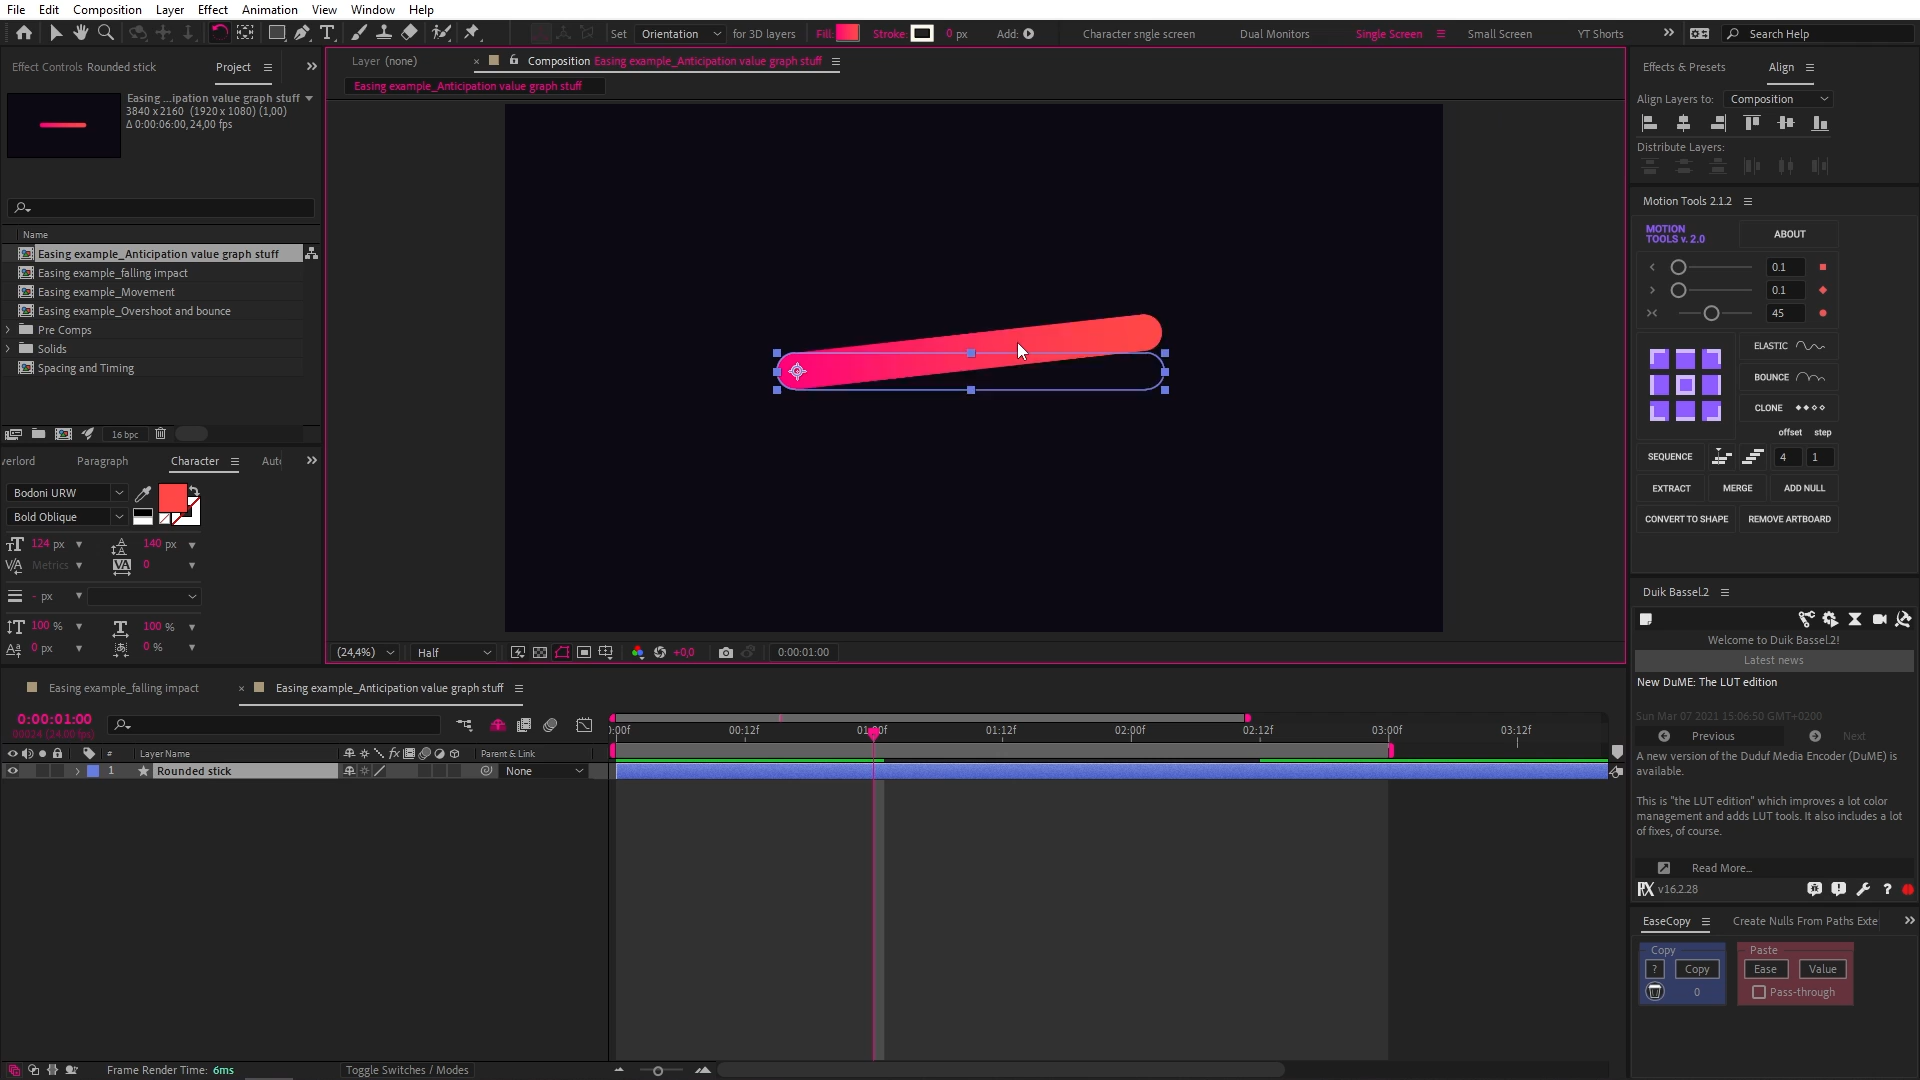 File Edit Composition Layer Effect Animation View Window Help
Set Orientation for 3D layers Fill: Stroke: 0 px Add: Character sngle screen Dual Monitors Single Screen Small Screen YT Shorts Search Help
Effect Controls Rounded stick Project
Layer (none) Composition Easing example_Anticipation value graph stuff
Effects & Presets Align
Easing example_Anticipation value graph stuff
Easing ...ipation value graph stuff
3840 x 2160 (1920 x 1080) (1,00)
Δ 0:00:06:00, 24,00 fps
Align Layers to: Composition
Distribute Layers:
Name
Easing example_Anticipation value graph stuff
Easing example_falling impact
Easing example_Movement
Easing example_Overshoot and bounce
Pre Comps
Solids
Spacing and Timing
16 bpc
Motion Tools 2.1.2
MOTION
TOOLS v. 2.0
ABOUT
0.1
0.1
45
ELASTIC
BOUNCE
CLONE
offset step
SEQUENCE 4 1
EXTRACT MERGE ADD NULL
CONVERT TO SHAPE REMOVE ARTBOARD
verlord Paragraph Character Aut
Bodoni URW
Bold Oblique
124 px 140 px
Metrics 0
- px
100 % 100 %
0 px 0 %
(24,4%) Half +0,0 0:00:01:00
Duik Bassel.2
Welcome to Duik Bassel.2!
Latest news
New DuME: The LUT edition
Sun Mar 07 2021 15:06:50 GMT+0200
Previous Next
A new version of the Duduf Media Encoder (DuME) is
available.
This is "the LUT edition" which improves a lot color
management and adds LUT tools. It also includes a lot
of fixes, of course.
Read More...
v16.2.28
Easing example_falling impact Easing example_Anticipation value graph stuff
0:00:01:00
00024 (24.00 fps)
:00f 00:12f 01:00f 01:12f 02:00f 02:12f 03:00f 03:12f
# Layer Name Parent & Link
1 Rounded stick None
EaseCopy Create Nulls From Paths Exte
Copy Paste
? Copy Ease Value
0 Pass-through
Frame Render Time: 6ms Toggle Switches / Modes